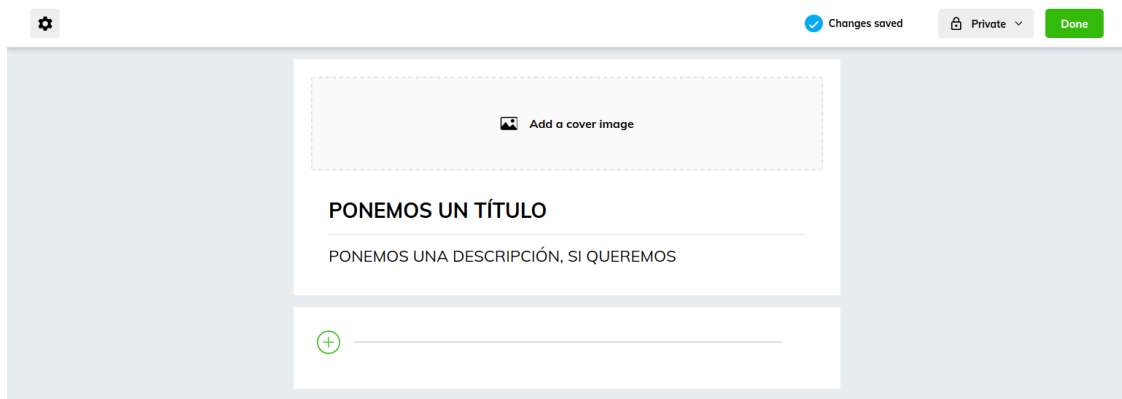 Changes saved
Private
Done
Add a cover image
PONEMOS UN TÍTULO
PONEMOS UNA DESCRIPCIÓN, SI QUEREMOS